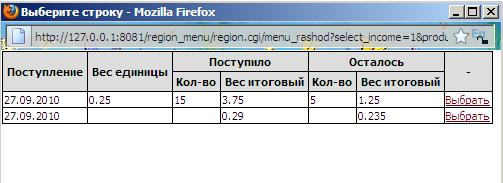 Выберите строку - Mozilla Firefox
http://127.0.0.1:8081/region_menu/region.cgi/menu_rashod?select_income=1&produ
Поступление Вес единицы Поступило Осталось -
Кол-во Вес итоговый Кол-во Вес итоговый
27.09.2010 0.25 15 3.75 5 1.25 Выбрать
27.09.2010 0.29 0.235 Выбрать